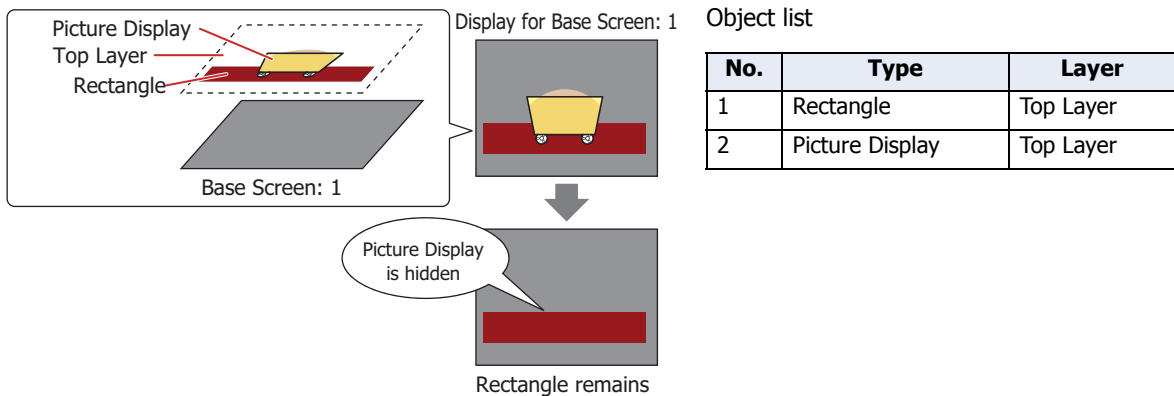 Picture Display
Top Layer
Rectangle
Base Screen: 1
Display for Base Screen: 1
Picture Display
is hidden
Rectangle remains
Object list
No. Type Layer
1 Rectangle Top Layer
2 Picture Display Top Layer